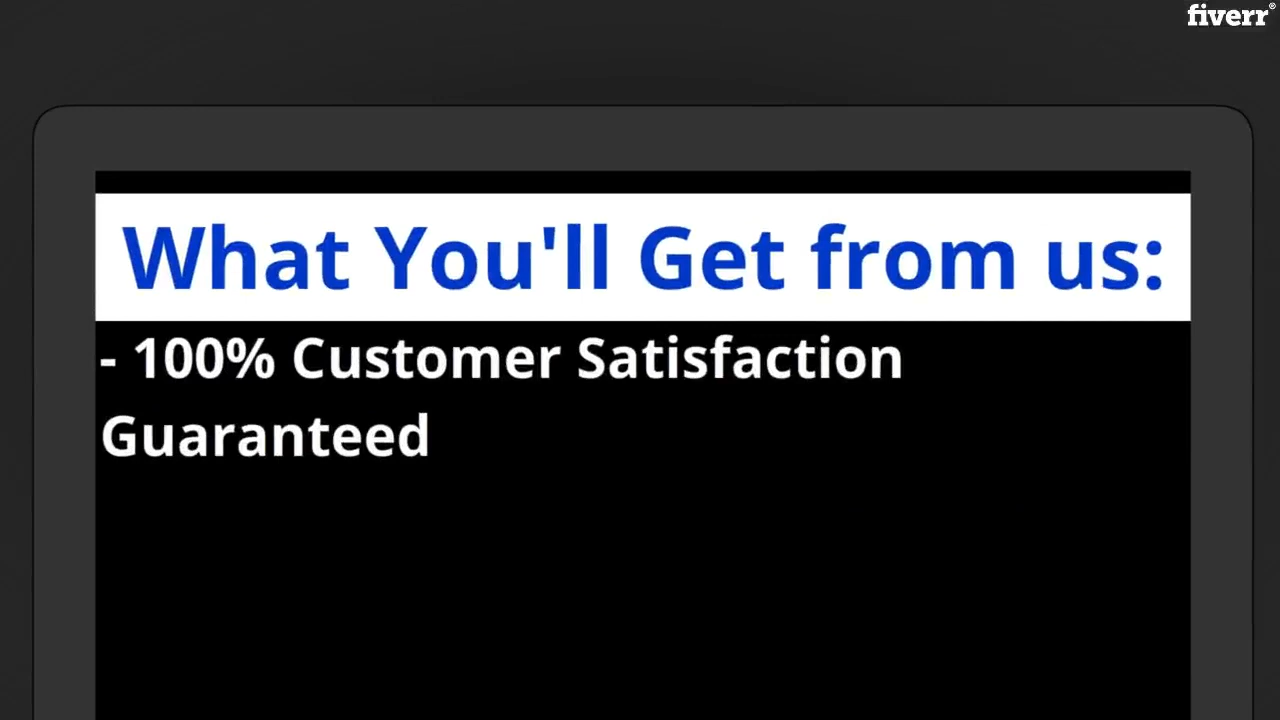 fiverr®
What You'll Get from us:
- 100% Customer Satisfaction
Guaranteed